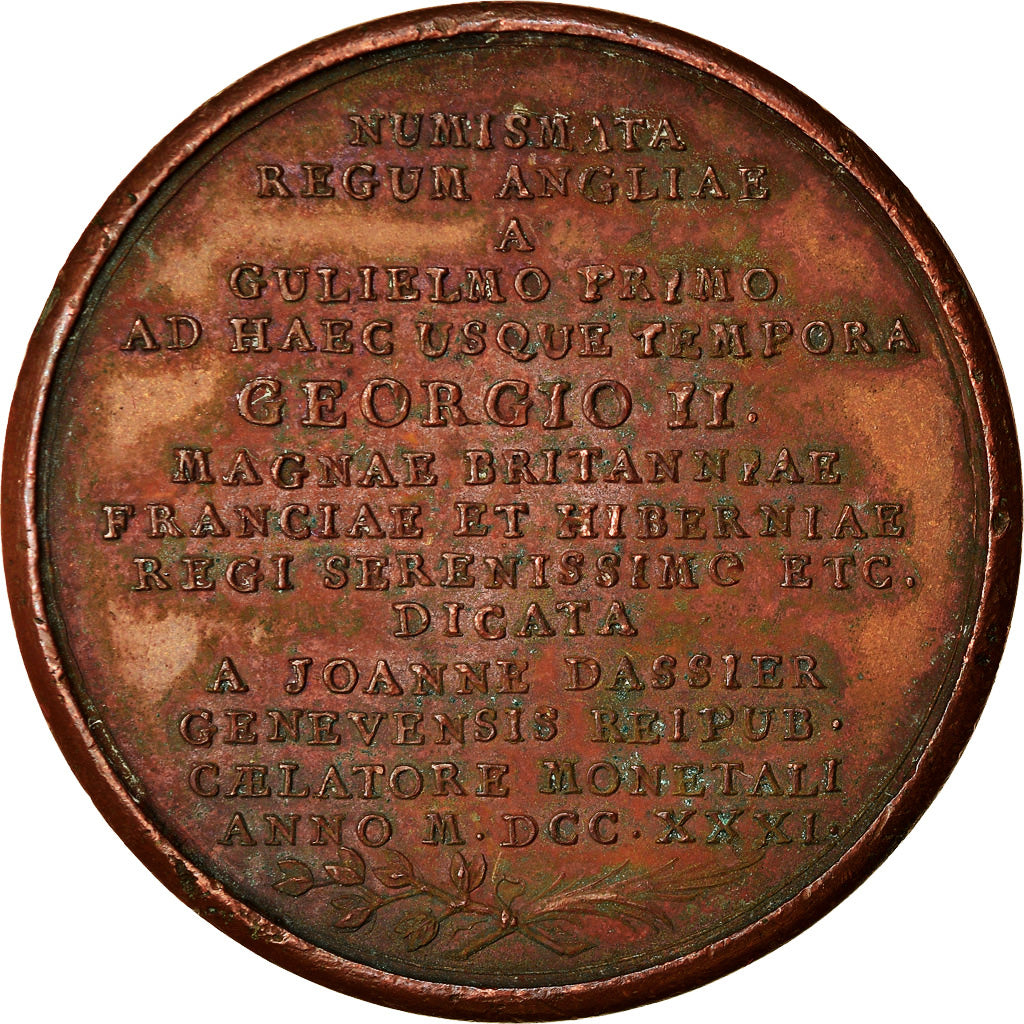 NUMISMATA
REGUM ANGLIAE
A
GULIELMO PRIMO
AD HAEC USQUE TEMPORA
GEORGIO II.
MAGNAE BRITANNIAE
FRANCIAE ET HIBERNIAE
REGI SERENISSIMO ETC.
DICATA
A JOANNE DASSIER
GENEVENSIS REIPUB·
CÆLATORE MONETALI
ANNO M·DCC·XXXI·